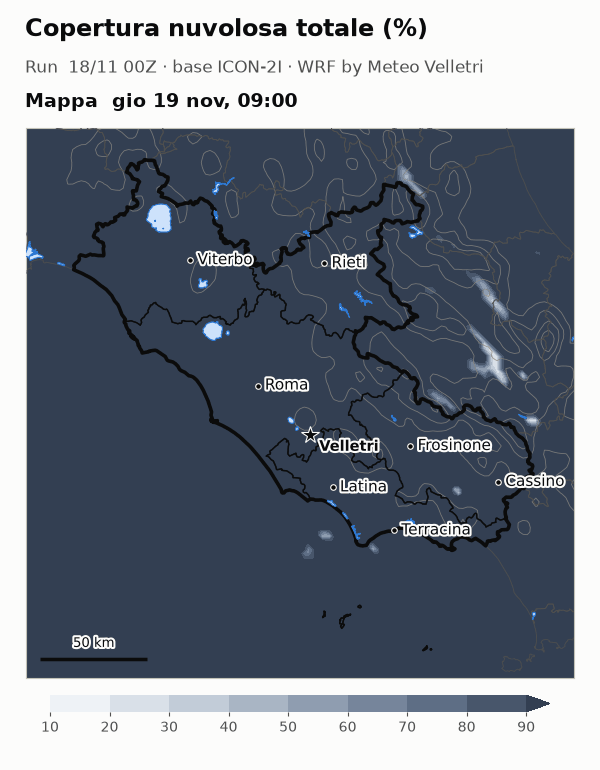 Copertura nuvolosa totale (%)
Run 18/11 00Z · base ICON-2I · WRF by Meteo Velletri
Mappa gio 19 nov, 09:00
Viterbo
Rieti
Roma
Velletri
Frosinone
Cassino
Latina
Terracina
50 km
10 20 30 40 50 60 70 80 90